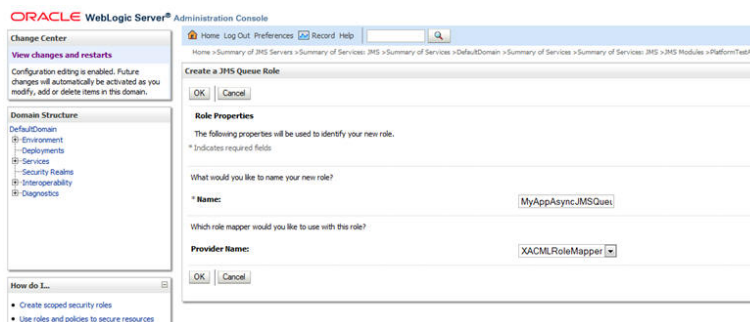 ORACLE WebLogic Server® Administration Console
Change Center
View changes and restarts
Configuration editing is enabled. Future
changes will automatically be activated as you
modify, add or delete items in this domain.
Domain Structure
DefaultDomain
Environment
Deployments
Services
Security Realms
Interoperability
Diagnostics
How do I...
Create scoped security roles
Use roles and policies to secure resources
Home Log Out Preferences Record Help
Home >Summary of JMS Servers >Summary of Services: JMS >Summary of Services >DefaultDomain >Summary of Services >Summary of Services: JMS >JMS Modules >PlatformTest
Create a JMS Queue Role
OK Cancel
Role Properties
The following properties will be used to identify your new role.
* Indicates required fields
What would you like to name your new role?
* Name: MyAppAsyncJMSQueu
Which role mapper would you like to use with this role?
Provider Name: XACMLRoleMapper
OK Cancel